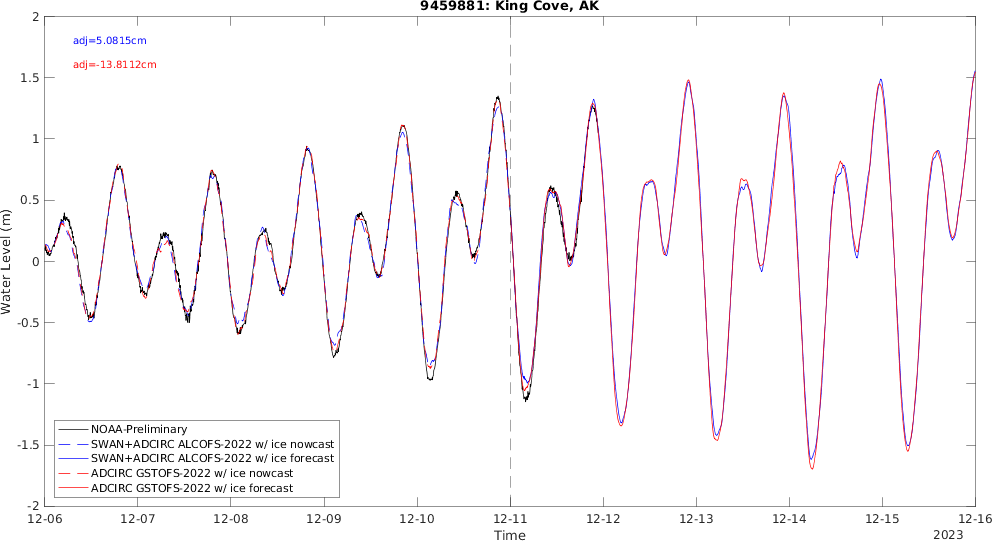 9459881: King Cove, AK
adj=5.0815cm
adj=-13.8112cm
Water Level (m)
2
1.5
1
0.5
0
-0.5
-1
-1.5
-2
NOAA-Preliminary
SWAN+ADCIRC ALCOFS-2022 w/ ice nowcast
SWAN+ADCIRC ALCOFS-2022 w/ ice forecast
ADCIRC GSTOFS-2022 w/ ice nowcast
ADCIRC GSTOFS-2022 w/ ice forecast
12-06 12-07 12-08 12-09 12-10 12-11 12-12 12-13 12-14 12-15 12-16
Time
2023